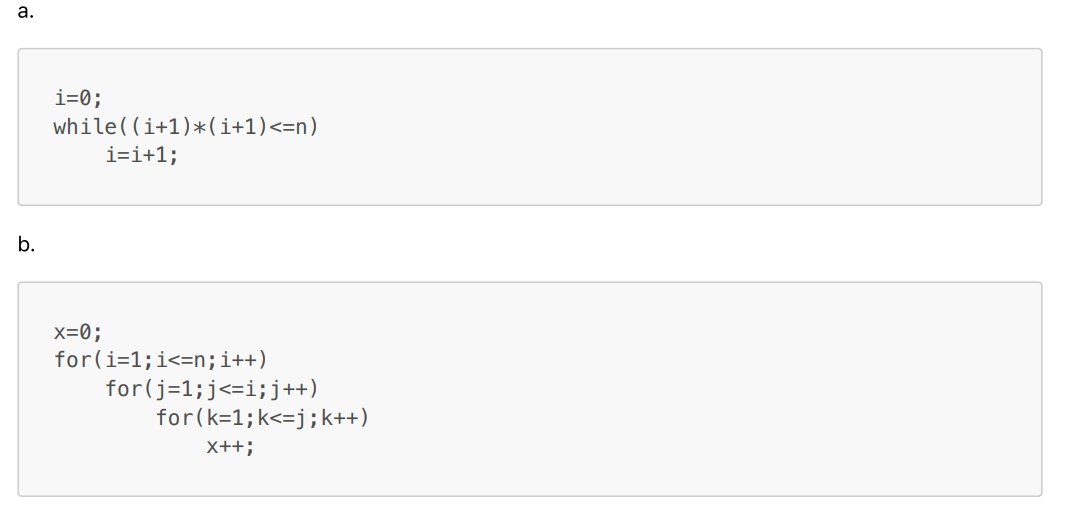 a.
i=0;
while((i+1)*(i+1)<=n)
    i=i+1;
b.
x=0;
for(i=1;i<=n;i++)
    for(j=1;j<=i;j++)
        for(k=1;k<=j;k++)
            x++;